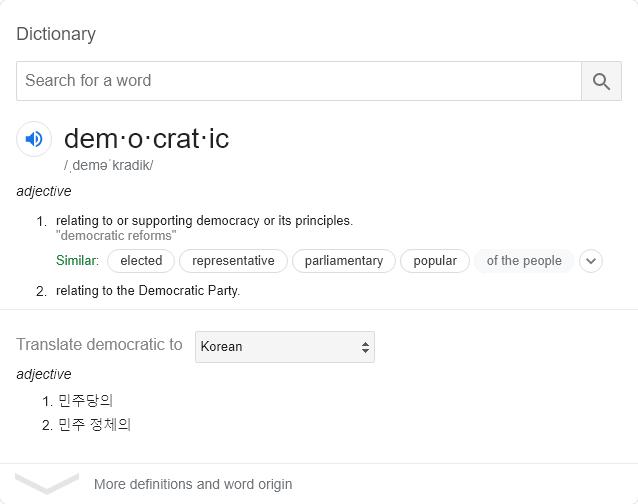 Dictionary
Search for a word
dem·o·crat·ic
/ˌdeməˈkradik/
adjective
1. relating to or supporting democracy or its principles.
"democratic reforms"
Similar: elected representative parliamentary popular of the people
2. relating to the Democratic Party.
Translate democratic to Korean
adjective
1. 민주당의
2. 민주 정체의
More definitions and word origin